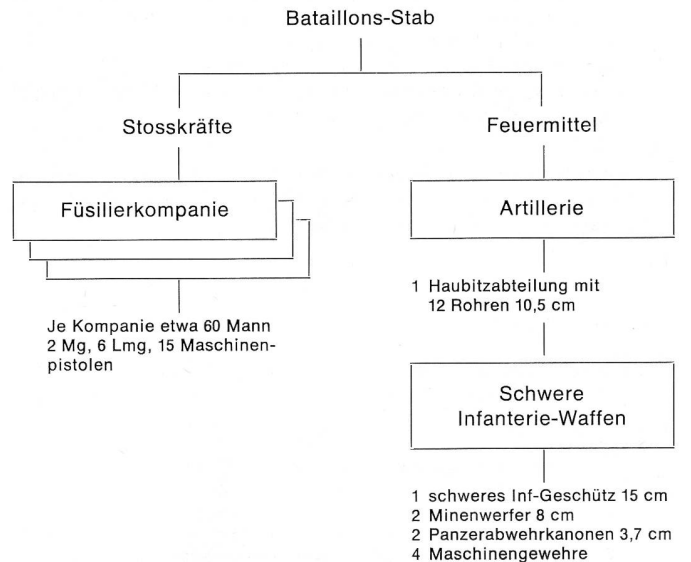 Bataillons-Stab
Stosskräfte
Füsilierkompanie
Je Kompanie etwa 60 Mann
2 Mg, 6 Lmg, 15 Maschinen-
pistolen
Feuermittel
Artillerie
1 Haubitzabteilung mit
12 Rohren 10,5 cm
Schwere
Infanterie-Waffen
1 schweres Inf-Geschütz 15 cm
2 Minenwerfer 8 cm
2 Panzerabwehrkanonen 3,7 cm
4 Maschinengewehre